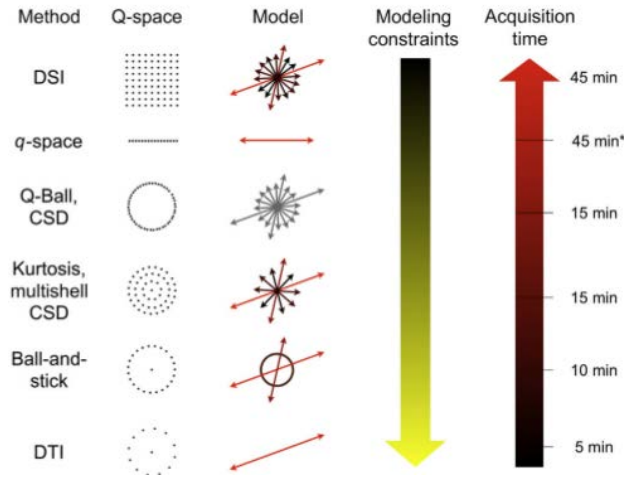 Method Q-space Model Modeling constraints Acquisition time
DSI 45 min
q-space 45 min*
Q-Ball,
CSD 15 min
Kurtosis,
multishell
CSD 15 min
Ball-and-
stick 10 min
DTI 5 min